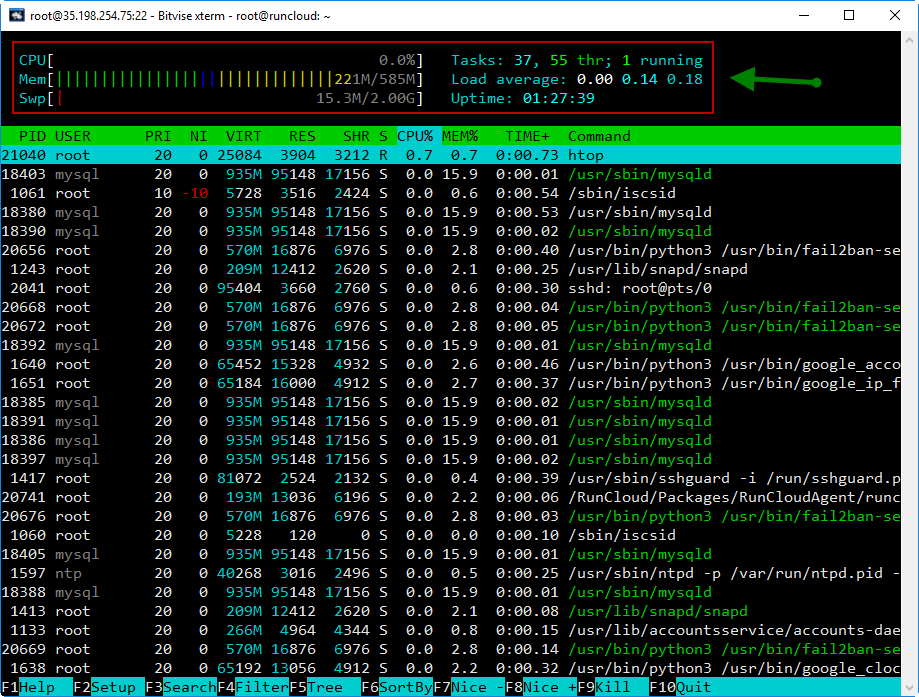 root@35.198.254.75:22 - Bitvise xterm - root@runcloud: ~
CPU[ 0.0%] Tasks: 37, 55 thr; 1 running
Mem[||||||||||||||||||||||||||||||||221M/585M] Load average: 0.00 0.14 0.18
Swp[| 15.3M/2.00G] Uptime: 01:27:39
PID USER PRI NI VIRT RES SHR S CPU% MEM% TIME+ Command
21040 root 20 0 25084 3904 3212 R 0.7 0.7 0:00.73 htop
18403 mysql 20 0 935M 95148 17156 S 0.0 15.9 0:00.01 /usr/sbin/mysqld
1061 root 10 -10 5728 3516 2424 S 0.0 0.6 0:00.54 /sbin/iscsid
18380 mysql 20 0 935M 95148 17156 S 0.0 15.9 0:00.53 /usr/sbin/mysqld
18390 mysql 20 0 935M 95148 17156 S 0.0 15.9 0:00.02 /usr/sbin/mysqld
20656 root 20 0 570M 16876 6976 S 0.0 2.8 0:00.40 /usr/bin/python3 /usr/bin/fail2ban-se
1243 root 20 0 209M 12412 2620 S 0.0 2.1 0:00.25 /usr/lib/snapd/snapd
2041 root 20 0 95404 3660 2760 S 0.0 0.6 0:00.30 sshd: root@pts/0
20668 root 20 0 570M 16876 6976 S 0.0 2.8 0:00.04 /usr/bin/python3 /usr/bin/fail2ban-se
20672 root 20 0 570M 16876 6976 S 0.0 2.8 0:00.05 /usr/bin/python3 /usr/bin/fail2ban-se
18392 mysql 20 0 935M 95148 17156 S 0.0 15.9 0:00.01 /usr/sbin/mysqld
1640 root 20 0 65452 15328 4932 S 0.0 2.6 0:00.46 /usr/bin/python3 /usr/bin/google_acco
1651 root 20 0 65184 16000 4912 S 0.0 2.7 0:00.37 /usr/bin/python3 /usr/bin/google_ip_f
18385 mysql 20 0 935M 95148 17156 S 0.0 15.9 0:00.02 /usr/sbin/mysqld
18391 mysql 20 0 935M 95148 17156 S 0.0 15.9 0:00.01 /usr/sbin/mysqld
18386 mysql 20 0 935M 95148 17156 S 0.0 15.9 0:00.01 /usr/sbin/mysqld
18397 mysql 20 0 935M 95148 17156 S 0.0 15.9 0:00.02 /usr/sbin/mysqld
1417 root 20 0 81072 2524 2132 S 0.0 0.4 0:00.39 /usr/sbin/sshguard -i /run/sshguard.p
20741 root 20 0 193M 13036 6196 S 0.0 2.2 0:00.06 /RunCloud/Packages/RunCloudAgent/runc
20676 root 20 0 570M 16876 6976 S 0.0 2.8 0:00.03 /usr/bin/python3 /usr/bin/fail2ban-se
1060 root 20 0 5228 120 0 S 0.0 0.0 0:00.10 /sbin/iscsid
18405 mysql 20 0 935M 95148 17156 S 0.0 15.9 0:00.01 /usr/sbin/mysqld
1597 ntp 20 0 40268 3016 2496 S 0.0 0.5 0:00.25 /usr/sbin/ntpd -p /var/run/ntpd.pid -
18388 mysql 20 0 935M 95148 17156 S 0.0 15.9 0:00.01 /usr/sbin/mysqld
1413 root 20 0 209M 12412 2620 S 0.0 2.1 0:00.08 /usr/lib/snapd/snapd
1133 root 20 0 266M 4964 4344 S 0.0 0.8 0:00.15 /usr/lib/accountsservice/accounts-dae
20669 root 20 0 570M 16876 6976 S 0.0 2.8 0:00.14 /usr/bin/python3 /usr/bin/fail2ban-se
1638 root 20 0 65192 13056 4912 S 0.0 2.2 0:00.32 /usr/bin/python3 /usr/bin/google_cloc
F1Help F2Setup F3SearchF4FilterF5Tree F6SortByF7Nice -F8Nice +F9Kill F10Quit